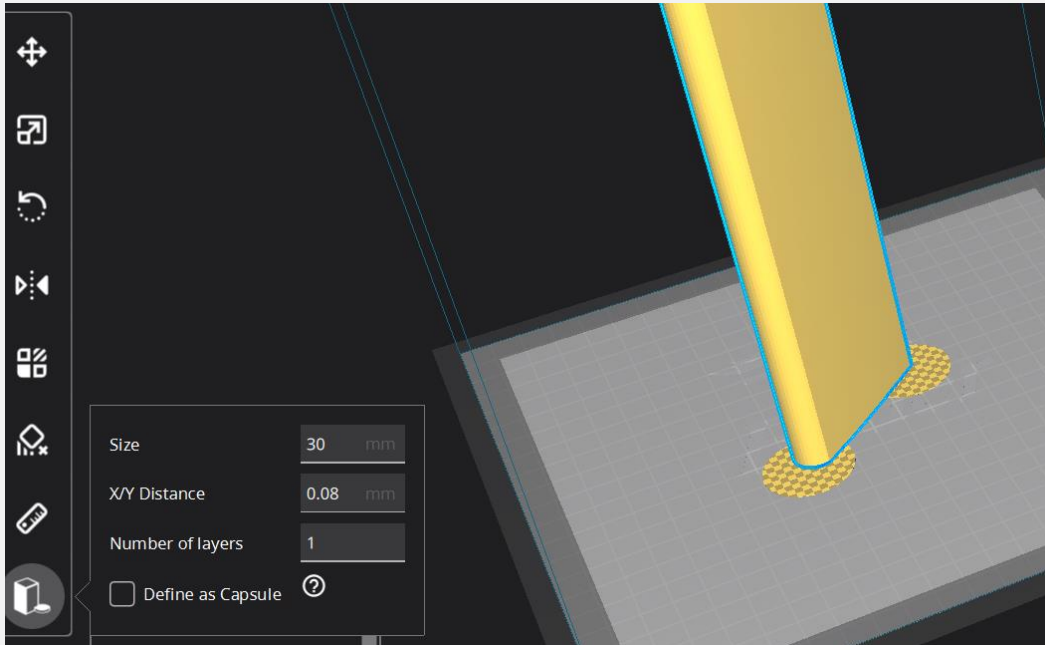 Size 30 mm
X/Y Distance 0.08 mm
Number of layers 1
Define as Capsule ?